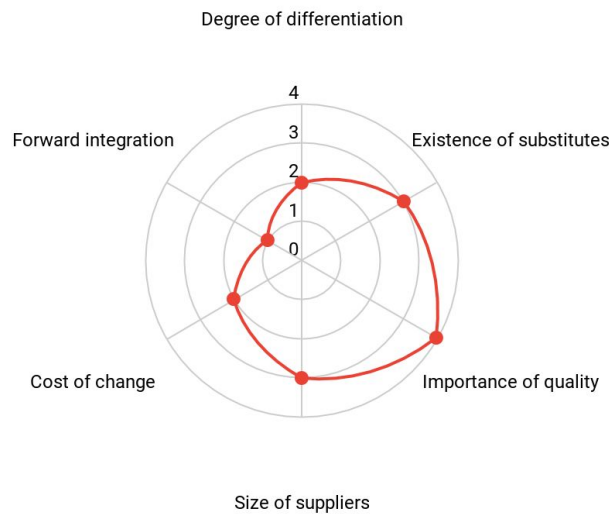 Degree of differentiation
4
Forward integration
3
Existence of substitutes
2
1
0
Cost of change
Importance of quality
Size of suppliers